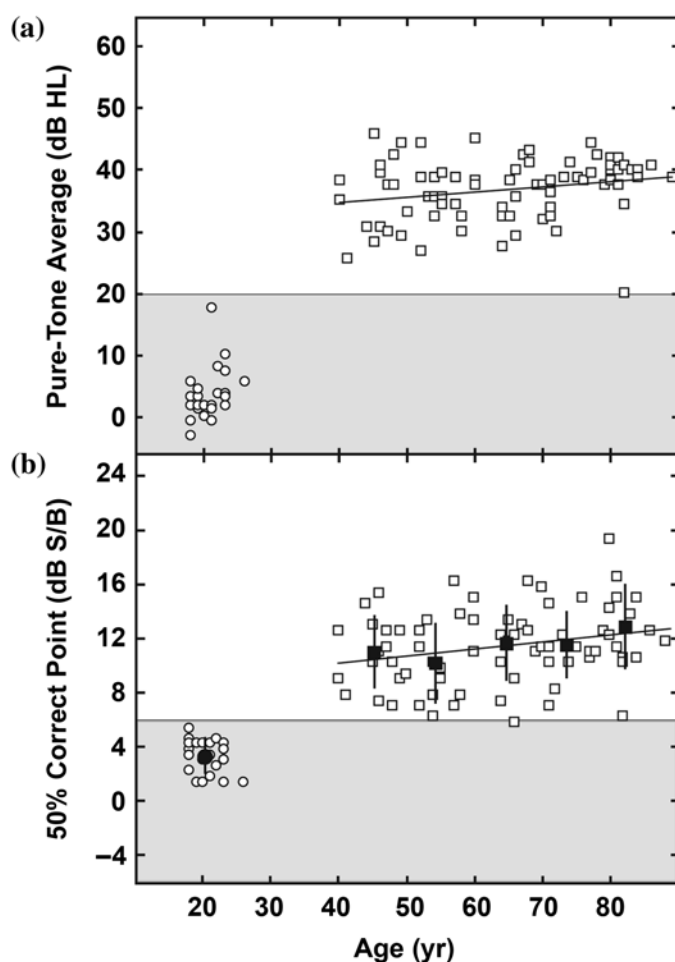 (a)
Pure-Tone Average (dB HL)
60
50
40
30
20
10
0
(b)
50% Correct Point (dB S/B)
24
20
16
12
8
4
0
−4
20 30 40 50 60 70 80
Age (yr)